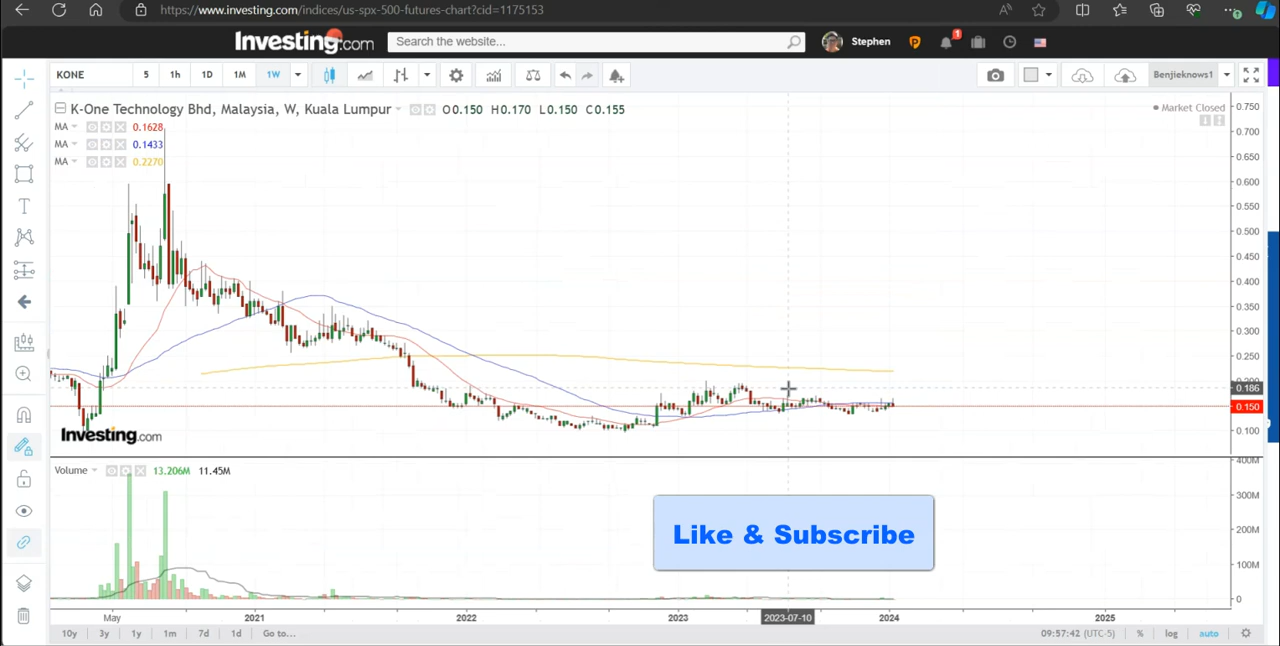 https://www.investing.com/indices/us-spx-500-futures-chart?cid=1175153
Investing.com
Search the website...
Stephen
1
KONE 5 1h 1D 1M 1W
Benjieknows1
K-One Technology Bhd, Malaysia, W, Kuala Lumpur O0.150 H0.170 L0.150 C0.155
Market Closed
MA 0.1628
MA 0.1433
MA 0.2270
0.750
0.700
0.650
0.600
0.550
0.500
0.450
0.400
0.350
0.300
0.250
0.186
0.150
0.100
Investing.com
Volume 13.206M 11.45M
400M
300M
200M
100M
0
Like & Subscribe
May 2021 2022 2023 2023-07-10 2024 2025
10y 3y 1y 1m 7d 1d Go to...
09:57:42 (UTC-5) % log auto